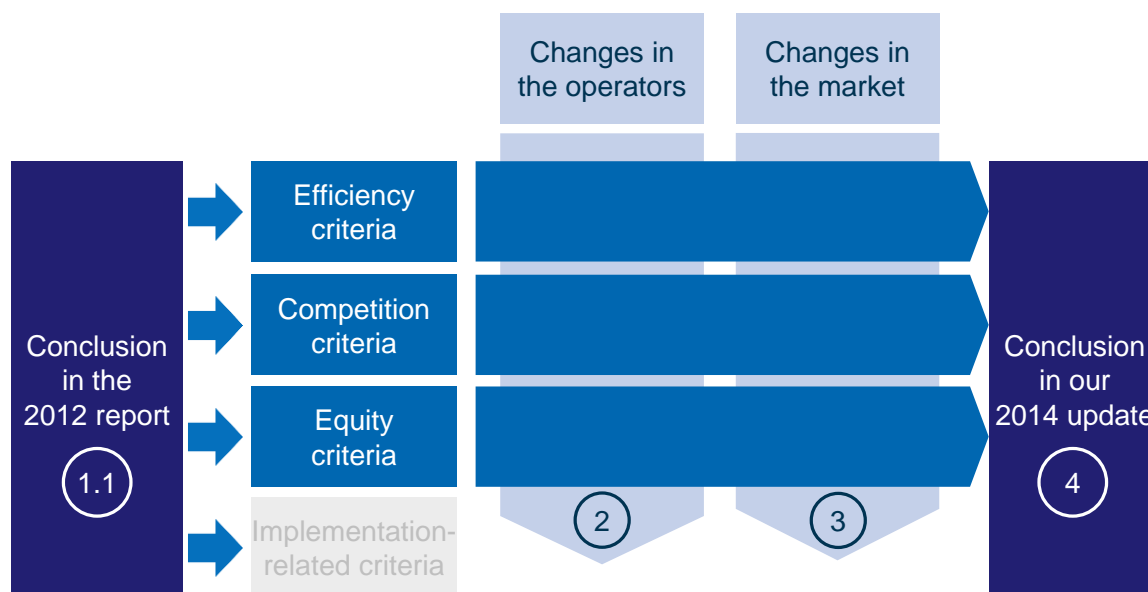 Changes in
the operators
Changes in
the market
Conclusion
in the
2012 report
1.1
Efficiency
criteria
Competition
criteria
Equity
criteria
Implementation-
related criteria
2
3
Conclusion
in our
2014 update
4